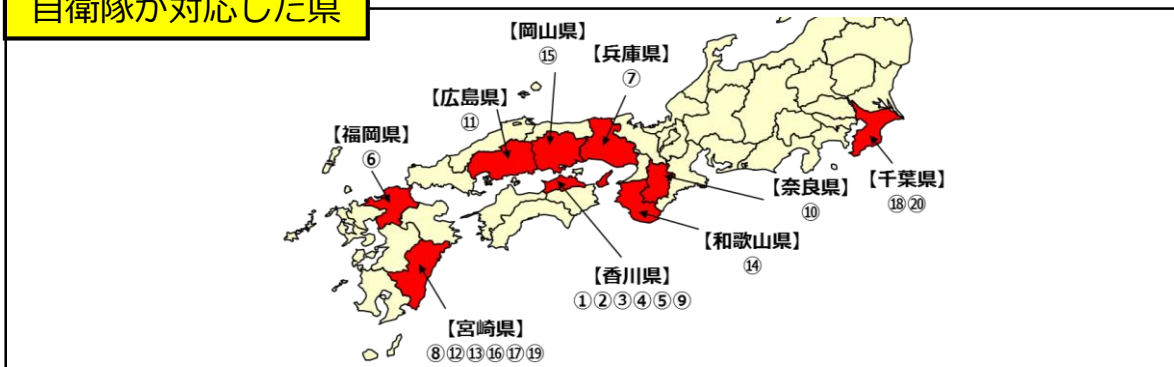 自衛隊が対応した県
【岡山県】
⑮
【兵庫県】
⑦
【広島県】
⑪
【福岡県】
⑥
【奈良県】
⑩
【千葉県】
⑱⑳
【和歌山県】
⑭
【香川県】
①②③④⑤⑨
【宮崎県】
⑧⑫⑬⑯⑰⑲